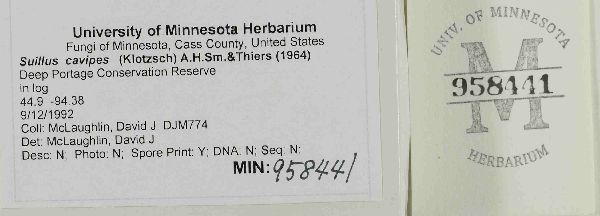 University of Minnesota Herbarium
Fungi of Minnesota, Cass County, United States
Suillus cavipes (Klotzsch) A.H.Sm.&Thiers (1964)
Deep Portage Conservation Reserve
in log
44.9 -94.38
9/12/1992
Coll: McLaughlin, David J DJM774
Det: McLaughlin, David J
Desc: N; Photo: N; Spore Print: Y; DNA: N; Seq. N:
MIN: 958441
UNIV. OF MINNESOTA
M
958441
HERBARIUM